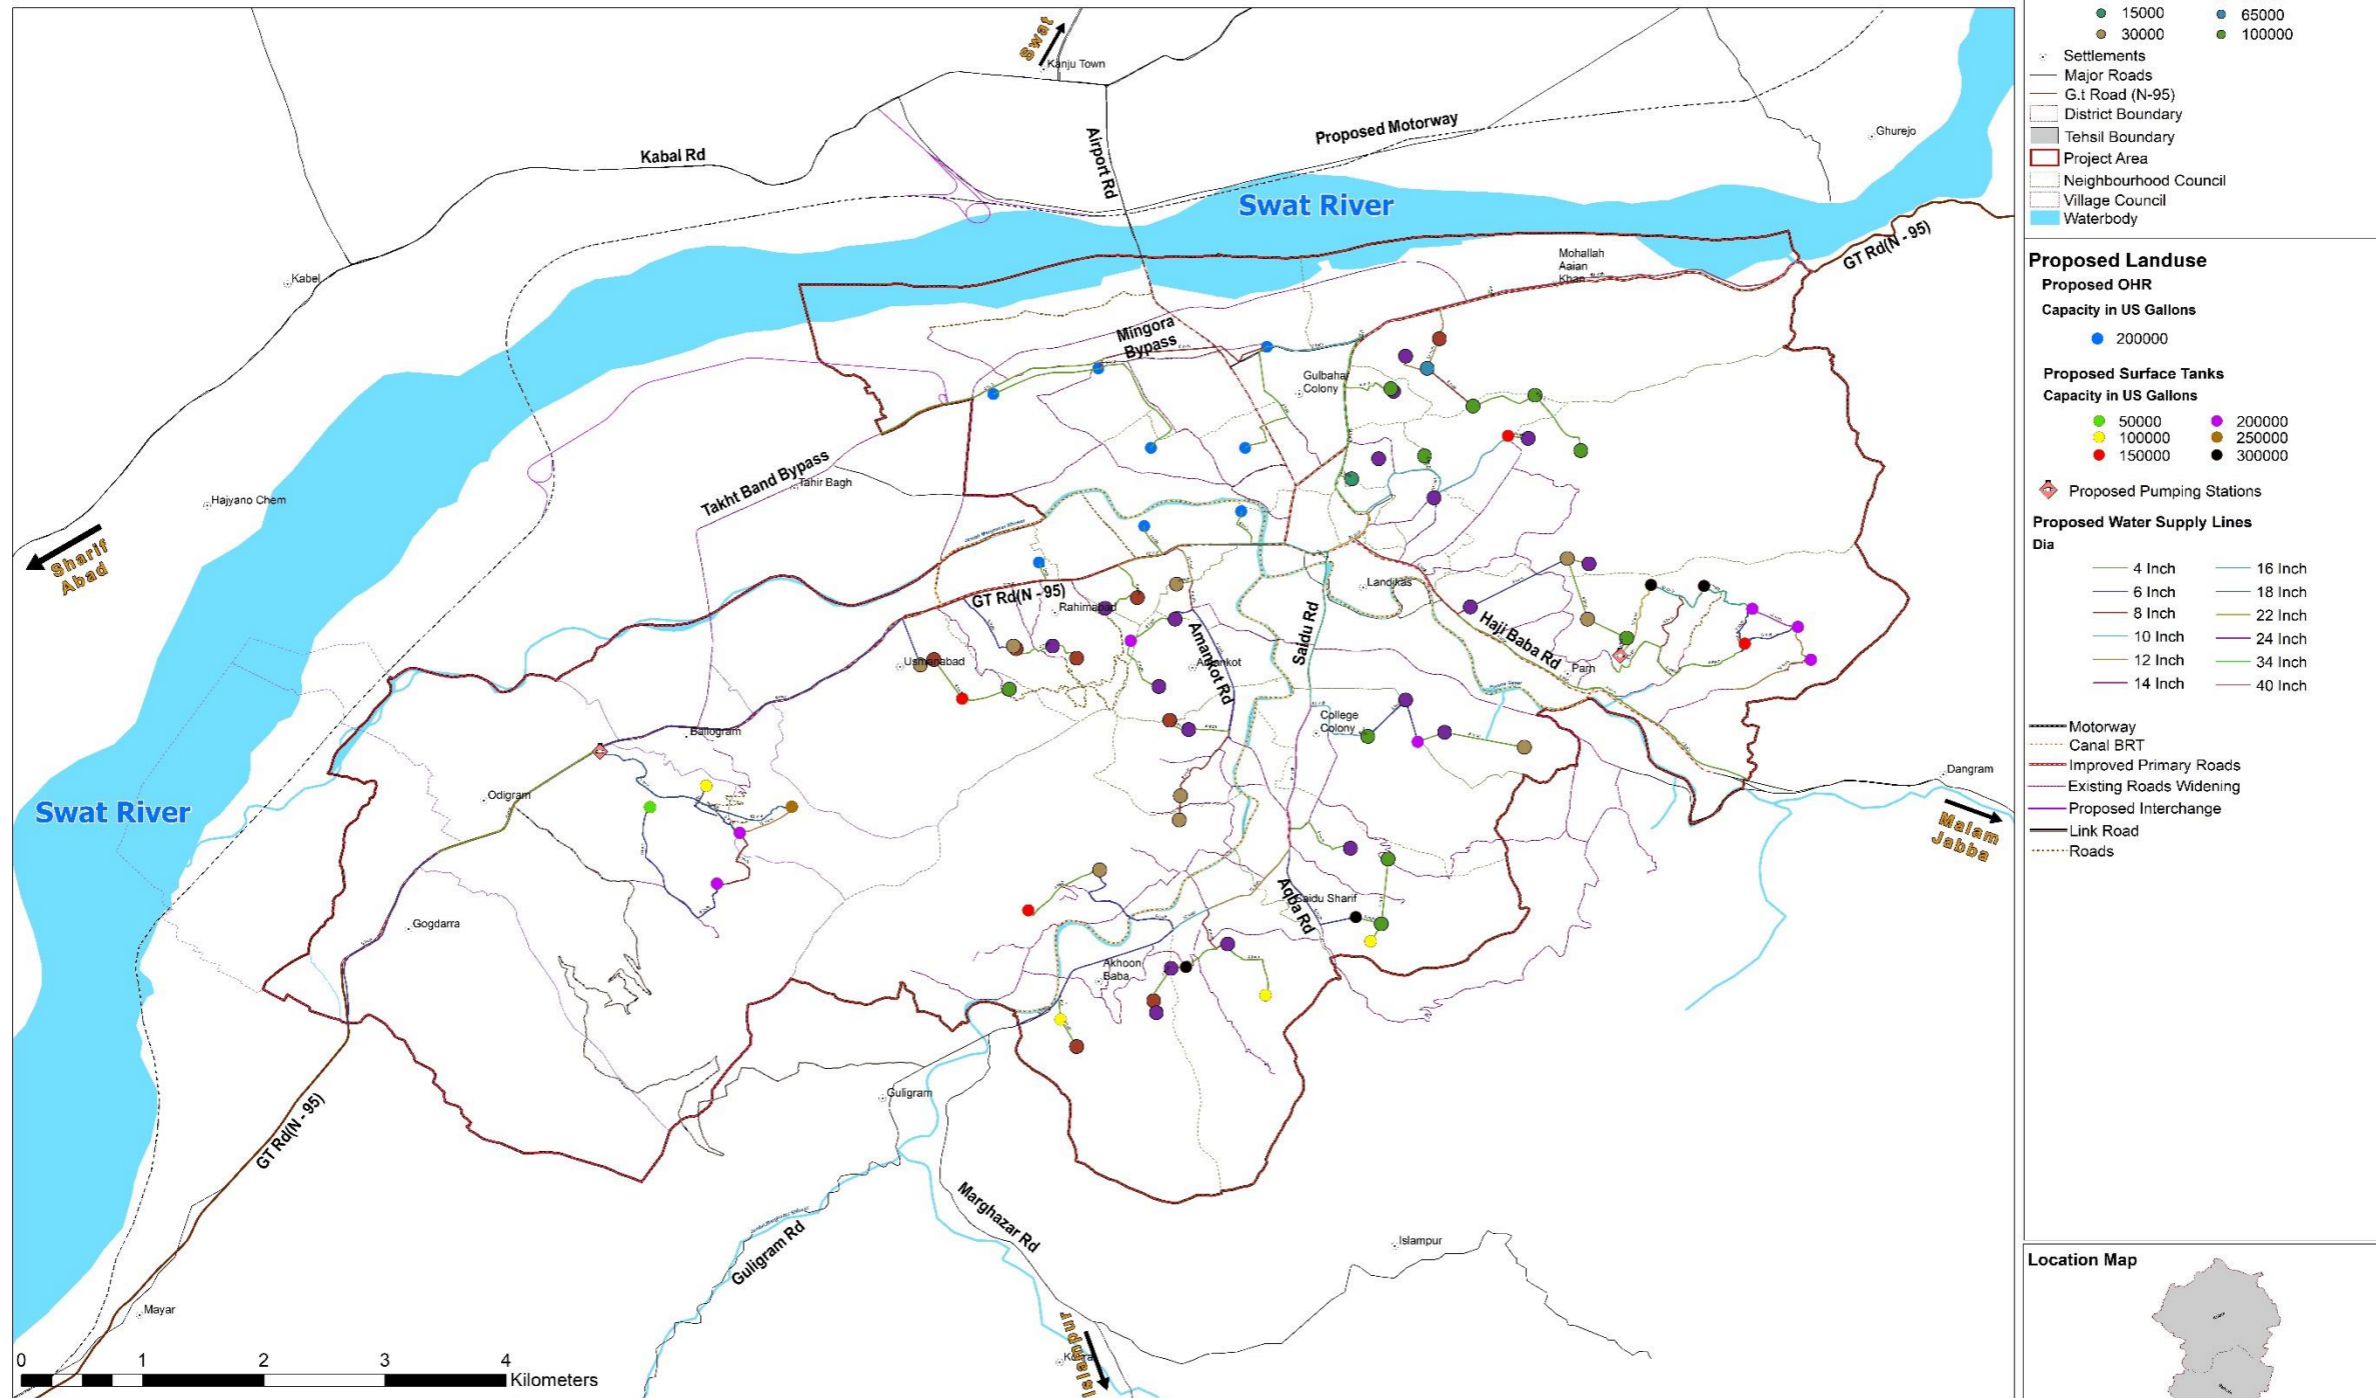 Swat
Kanju Town
Kabal Rd
Airport Rd
Proposed Motorway
Ghurejo
Swat River
GT Rd(N - 95)
Mohallah
Aaian
Khan
Kabel
Mingora
Bypass
Gulbahar
Colony
Takht Band Bypass
Tahir Bagh
Hajyano Chem
Sharif
Abad
GT Rd(N - 95)
Rahimabad
Landikas
Haji Baba Rd
Saidu Rd
Amankot Rd
Amankot
Usmanabad
Parh
Ballogram
College
Colony
Dangram
Malam
Jabba
Odigram
Swat River
Saidu Sharif
Aqba Rd
Gogdarra
Akhoon
Baba
Guligram
GT Rd(N - 95)
Guligram Rd
Marghazar Rd
Islampur
Mayar
Islampur
0 1 2 3 4
Kilometers
15000 65000
30000 100000
Settlements
Major Roads
G.t Road (N-95)
District Boundary
Tehsil Boundary
Project Area
Neighbourhood Council
Village Council
Waterbody
Proposed Landuse
Proposed OHR
Capacity in US Gallons
200000
Proposed Surface Tanks
Capacity in US Gallons
50000 200000
100000 250000
150000 300000
Proposed Pumping Stations
Proposed Water Supply Lines
Dia
4 Inch 16 Inch
6 Inch 18 Inch
8 Inch 22 Inch
10 Inch 24 Inch
12 Inch 34 Inch
14 Inch 40 Inch
Motorway
Canal BRT
Improved Primary Roads
Existing Roads Widening
Proposed Interchange
Link Road
Roads
Location Map